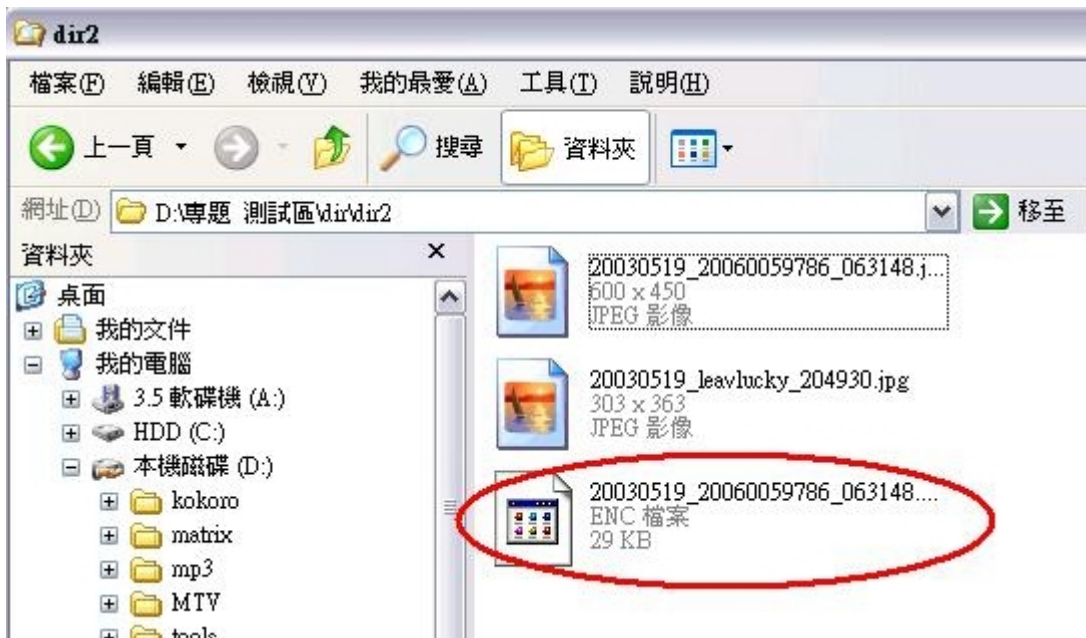 dir2
檔案(F) 編輯(E) 檢視(V) 我的最愛(A) 工具(T) 說明(H)
上一頁 搜尋 資料夾
網址(D) D:\專題 測試區\dir\dir2 移至
資料夾
桌面
我的文件
我的電腦
3.5 軟碟機 (A:)
HDD (C:)
本機磁碟 (D:)
kokoro
matrix
mp3
MTV
tools
20030519_20060059786_063148.j...
600 x 450
JPEG 影像
20030519_leavlucky_204930.jpg
303 x 363
JPEG 影像
20030519_20060059786_063148....
ENC 檔案
29 KB